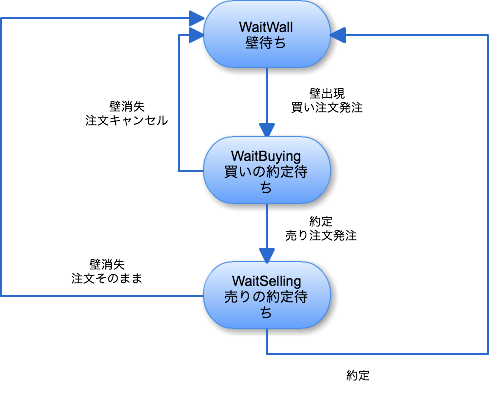 WaitWall
壁待ち
壁出現
買い注文発注
壁消失
注文キャンセル
WaitBuying
買いの約定待
ち
約定
売り注文発注
壁消失
注文そのまま
WaitSelling
売りの約定待
ち
約定